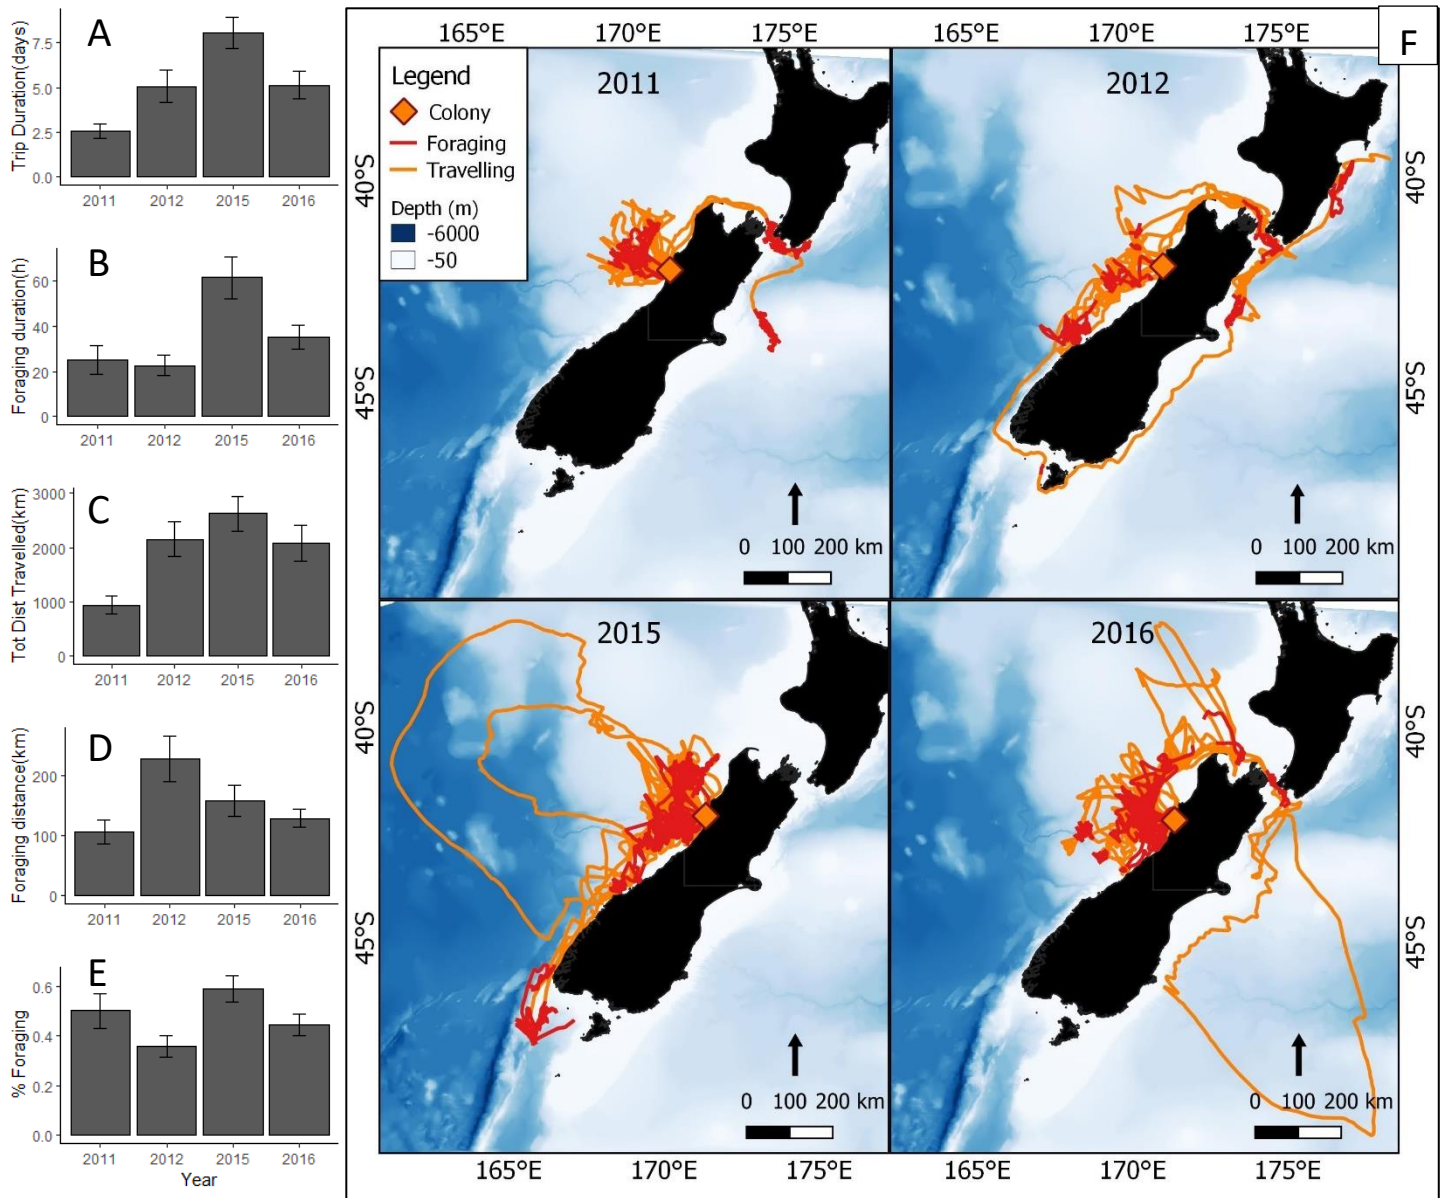 A
Trip Duration(days)
7.5
5.0
2.5
0.0
2011 2012 2015 2016
B
Foraging duration(h)
60
40
20
0
2011 2012 2015 2016
C
Tot Dist Travelled(km)
3000
2000
1000
0
2011 2012 2015 2016
D
Foraging distance(km)
200
100
0
2011 2012 2015 2016
E
% Foraging
0.6
0.4
0.2
0.0
2011 2012 2015 2016
Year
F
165°E 170°E 175°E 165°E 170°E 175°E
Legend
Colony
Foraging
Travelling
Depth (m)
-6000
-50
2011
2012
40°S
40°S
45°S
45°S
0 100 200 km
0 100 200 km
2015
2016
40°S
40°S
45°S
45°S
0 100 200 km
0 100 200 km
165°E 170°E 175°E 165°E 170°E 175°E